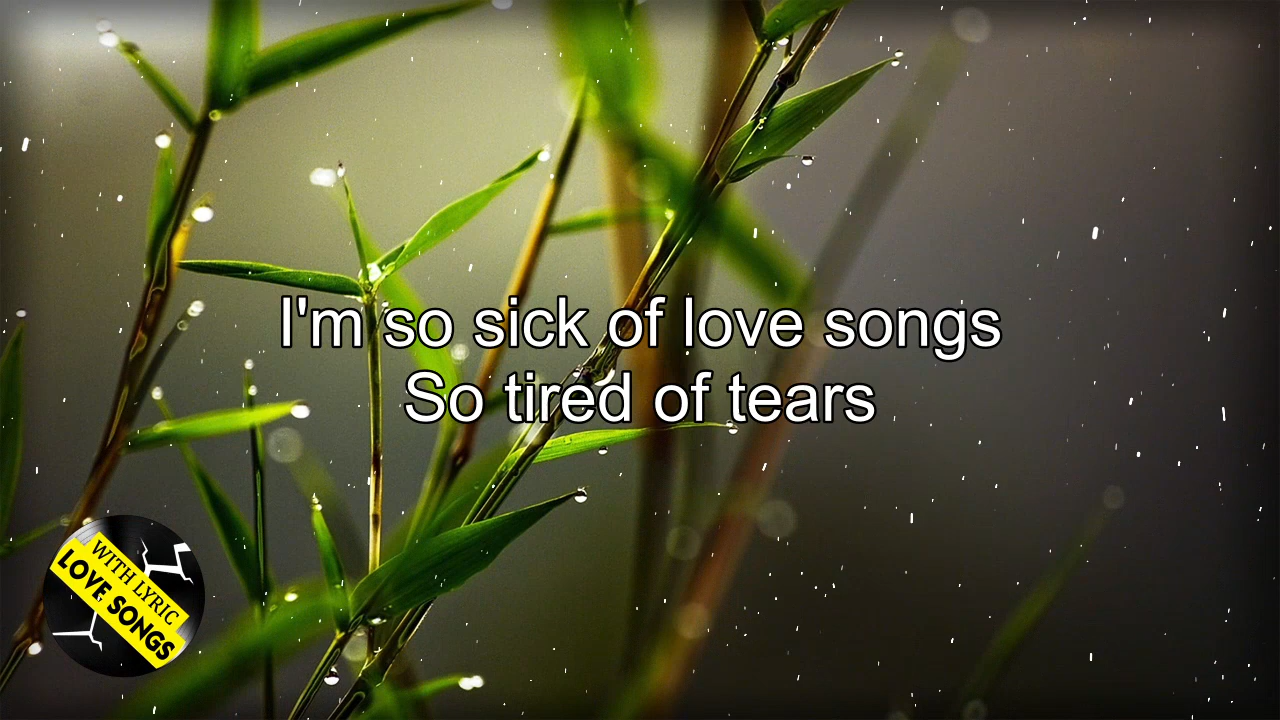 I'm so sick of love songs
So tired of tears
WITH LYRIC
LOVE SONGS